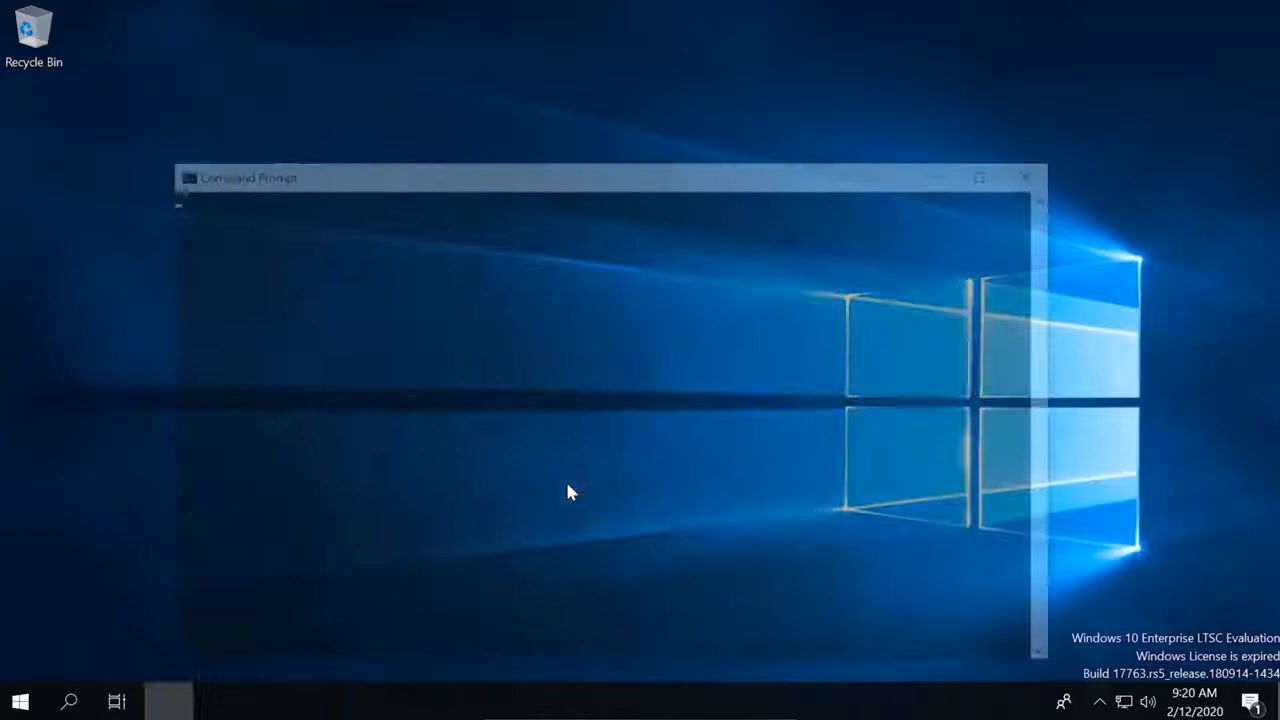 Recycle Bin
Command Prompt
Windows 10 Enterprise LTSC Evaluation
Windows License is expired
Build 17763.rs5_release.180914-1434
9:20 AM
2/12/2020
1